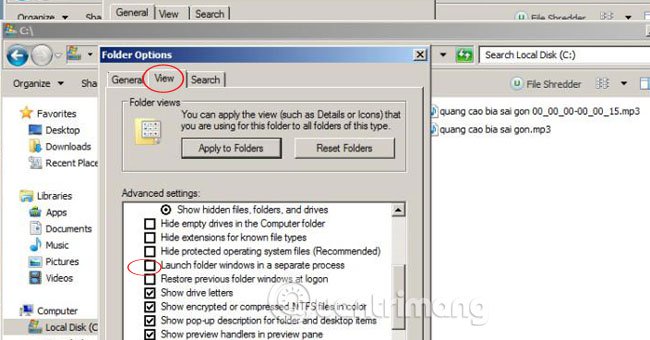 General View Search
Organize Sha File Shredder
C:\
Search Local Disk (C:)
Organize Sha File Shredder
Favorites
Desktop
Downloads
Recent Place
Libraries
Apps
Documents
Music
Pictures
Videos
Computer
Local Disk (C
Folder Options
General View Search
Folder views
You can apply the view (such as Details or Icons) that
you are using for this folder to all folders of this type.
Apply to Folders Reset Folders
Advanced settings:
Show hidden files, folders, and drives
Hide empty drives in the Computer folder
Hide extensions for known file types
Hide protected operating system files (Recommended)
Launch folder windows in a separate process
Restore previous folder windows at logon
Show drive letters
Show encrypted or compressed NTFS files in color
Show pop-up description for folder and desktop items
Show preview handlers in preview pane
quang cao bia sai gon 00_00_00-00_00_15.mp3
quang cao bia sai gon.mp3
quantrimang